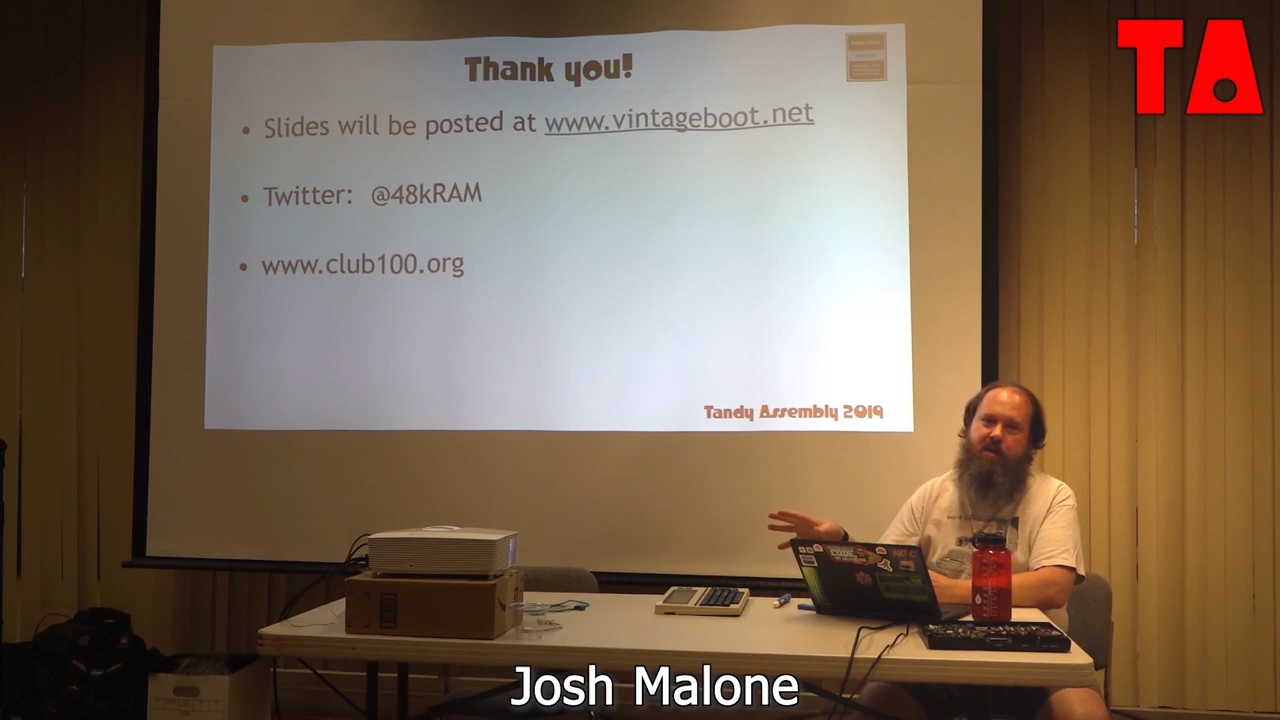 TA
Thank you!
• Slides will be posted at www.vintageboot.net
• Twitter: @48kRAM
• www.club100.org
Tandy Assembly 2019
ANTIC
Josh Malone